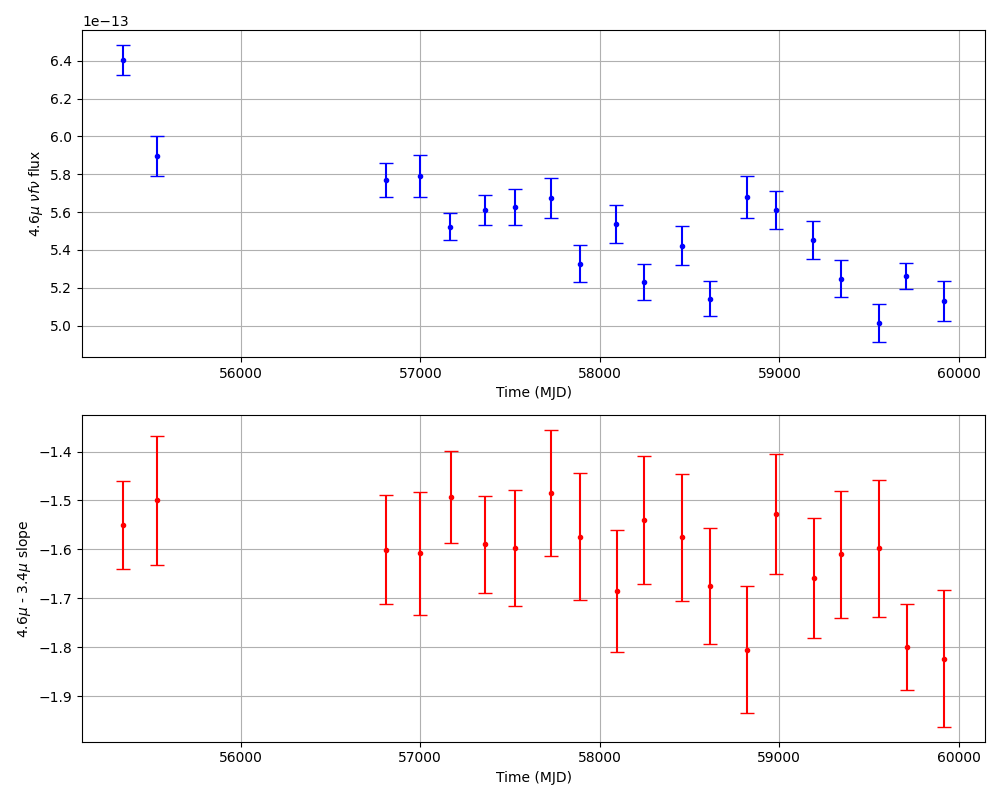 1e−13
6.4
6.2
6.0
5.8
5.6
5.4
5.2
5.0
4.6μ νfν flux
56000 57000 58000 59000 60000
Time (MJD)
−1.4
−1.5
−1.6
−1.7
−1.8
−1.9
4.6μ - 3.4μ slope
56000 57000 58000 59000 60000
Time (MJD)